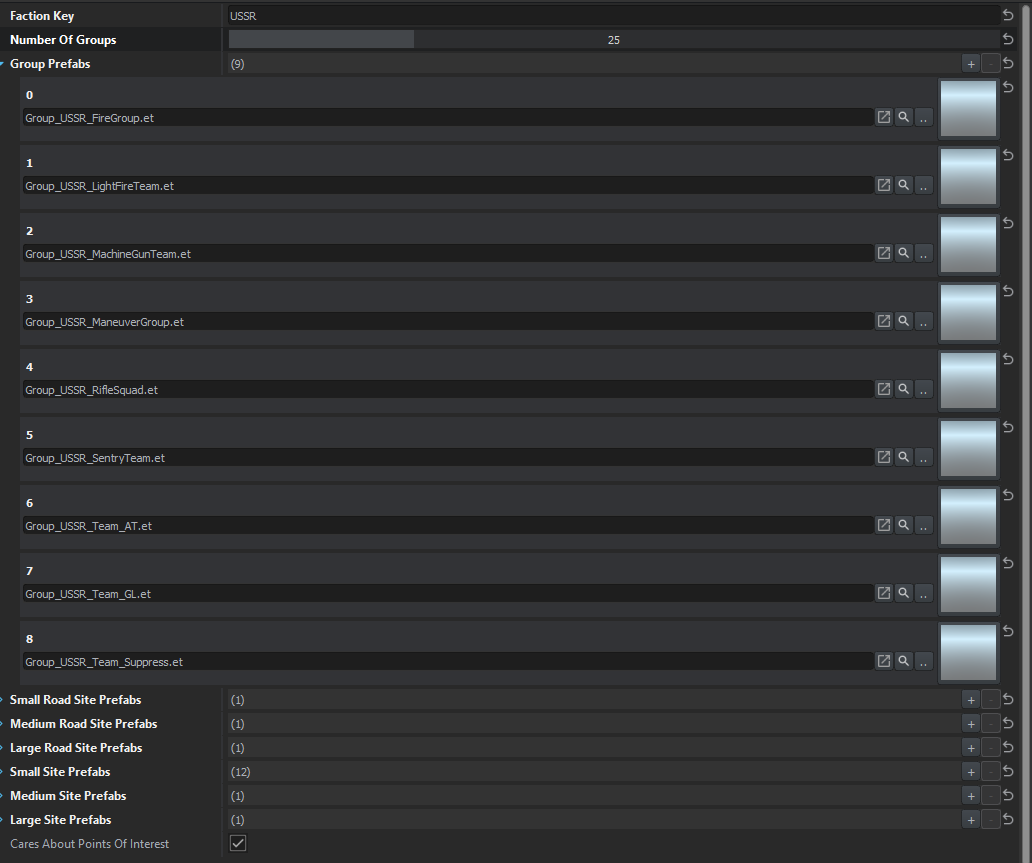 Faction Key USSR
Number Of Groups 25
Group Prefabs (9) + -
0
Group_USSR_FireGroup.et ..
1
Group_USSR_LightFireTeam.et ..
2
Group_USSR_MachineGunTeam.et ..
3
Group_USSR_ManeuverGroup.et ..
4
Group_USSR_RifleSquad.et ..
5
Group_USSR_SentryTeam.et ..
6
Group_USSR_Team_AT.et ..
7
Group_USSR_Team_GL.et ..
8
Group_USSR_Team_Suppress.et ..
Small Road Site Prefabs (1) + -
Medium Road Site Prefabs (1) + -
Large Road Site Prefabs (1) + -
Small Site Prefabs (12) + -
Medium Site Prefabs (1) + -
Large Site Prefabs (1) + -
Cares About Points Of Interest